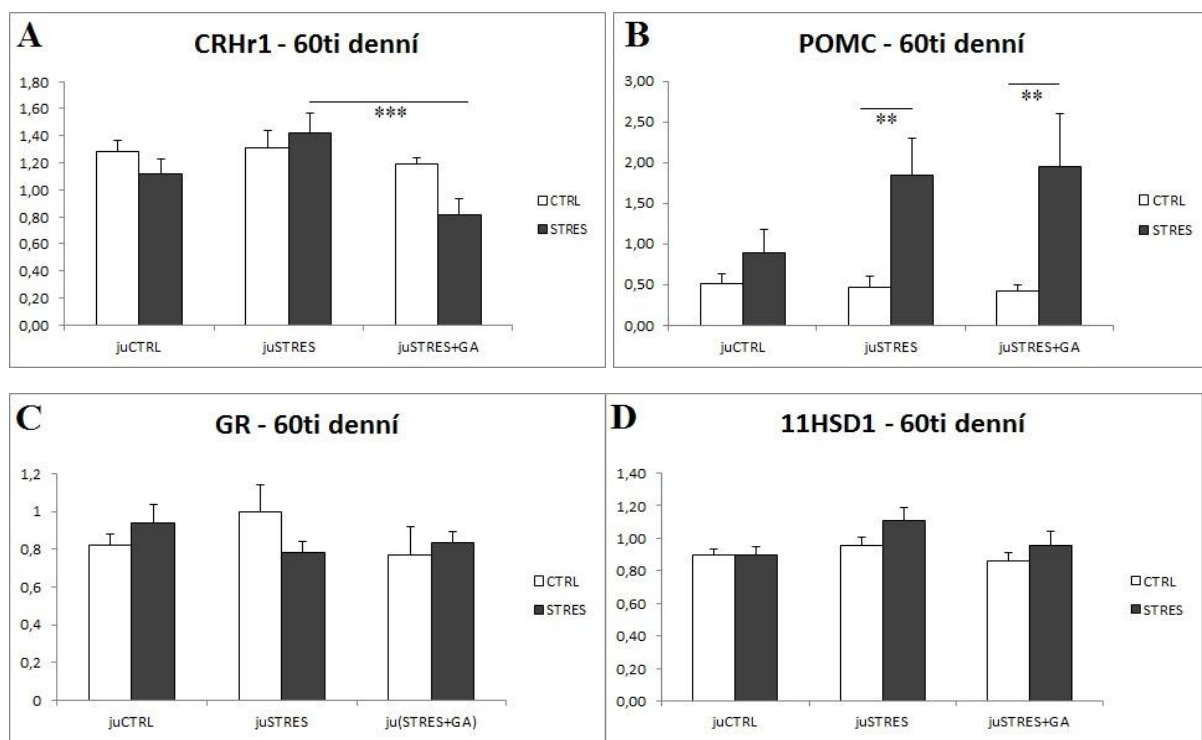 A
CRHr1 - 60ti denní
1,80
1,60
1,40
1,20
1,00
0,80
0,60
0,40
0,20
0,00
***
juCTRL juSTRES juSTRES+GA
CTRL
STRES
B
POMC - 60ti denní
3,00
2,50
2,00
1,50
1,00
0,50
0,00
**
**
juCTRL juSTRES juSTRES+GA
CTRL
STRES
C
GR - 60ti denní
1,2
1
0,8
0,6
0,4
0,2
0
juCTRL juSTRES ju(STRES+GA)
CTRL
STRES
D
11HSD1 - 60ti denní
1,40
1,20
1,00
0,80
0,60
0,40
0,20
0,00
juCTRL juSTRES juSTRES+GA
CTRL
STRES